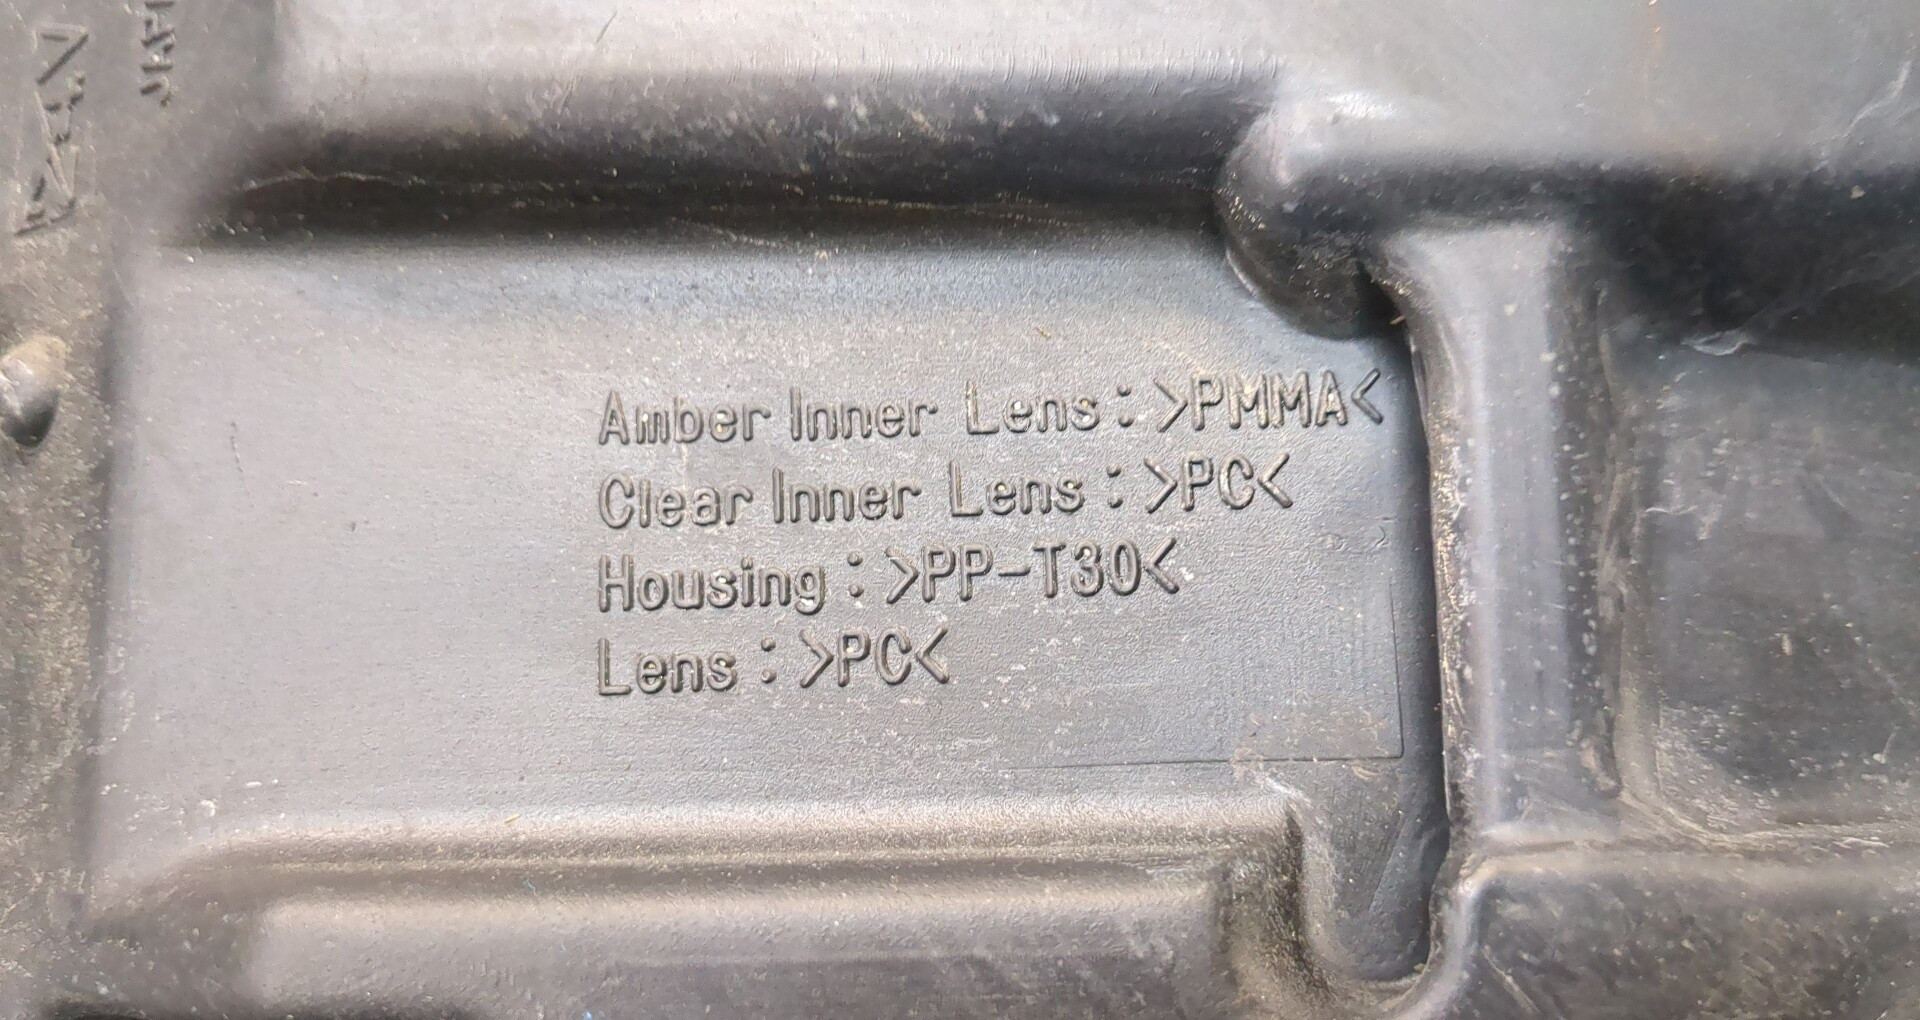 Amber Inner Lens : >PMMA<
Clear Inner Lens : >PC<
Housing : >PP-T30<
Lens : >PC<